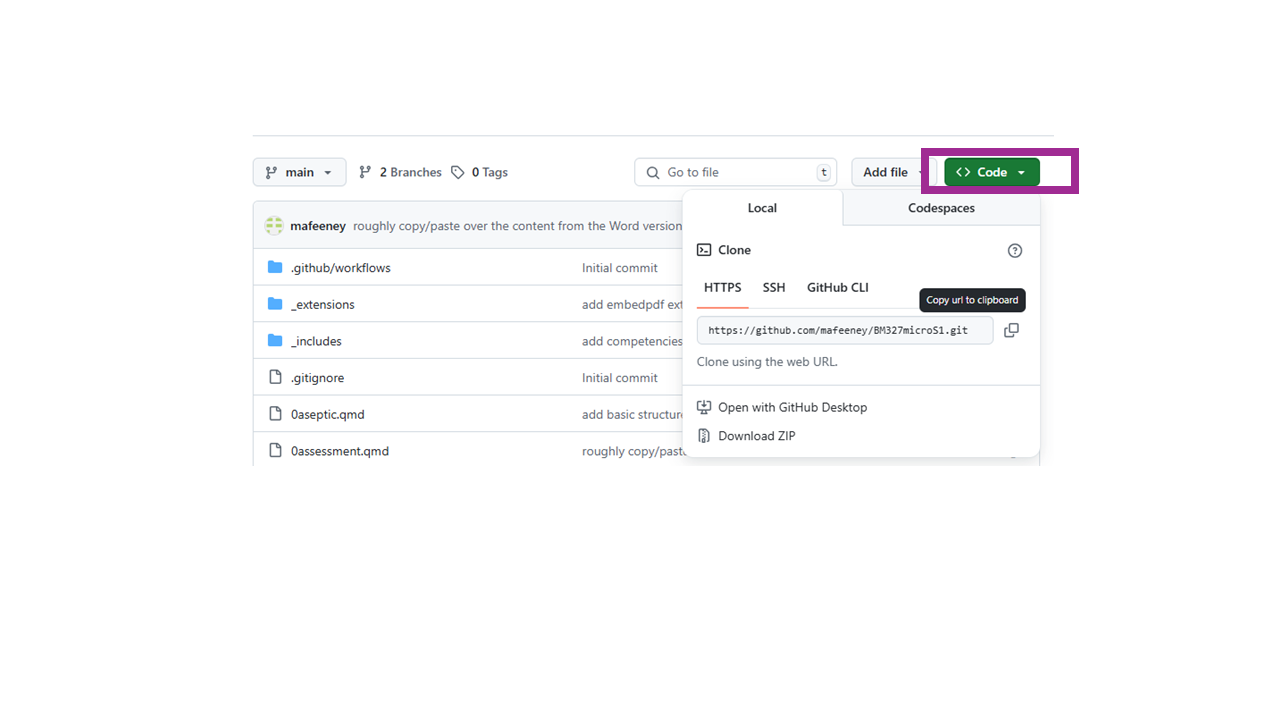 main 2 Branches 0 Tags Go to file t Add file <> Code
mafeeney roughly copy/paste over the content from the Word version
.github/workflows Initial commit
_extensions add embedpdf ext
_includes add competencies
.gitignore Initial commit
0aseptic.qmd add basic structure
0assessment.qmd roughly copy/paste
Local Codespaces
Clone
HTTPS SSH GitHub CLI
Copy url to clipboard
https://github.com/mafeeney/BM327microS1.git
Clone using the web URL.
Open with GitHub Desktop
Download ZIP